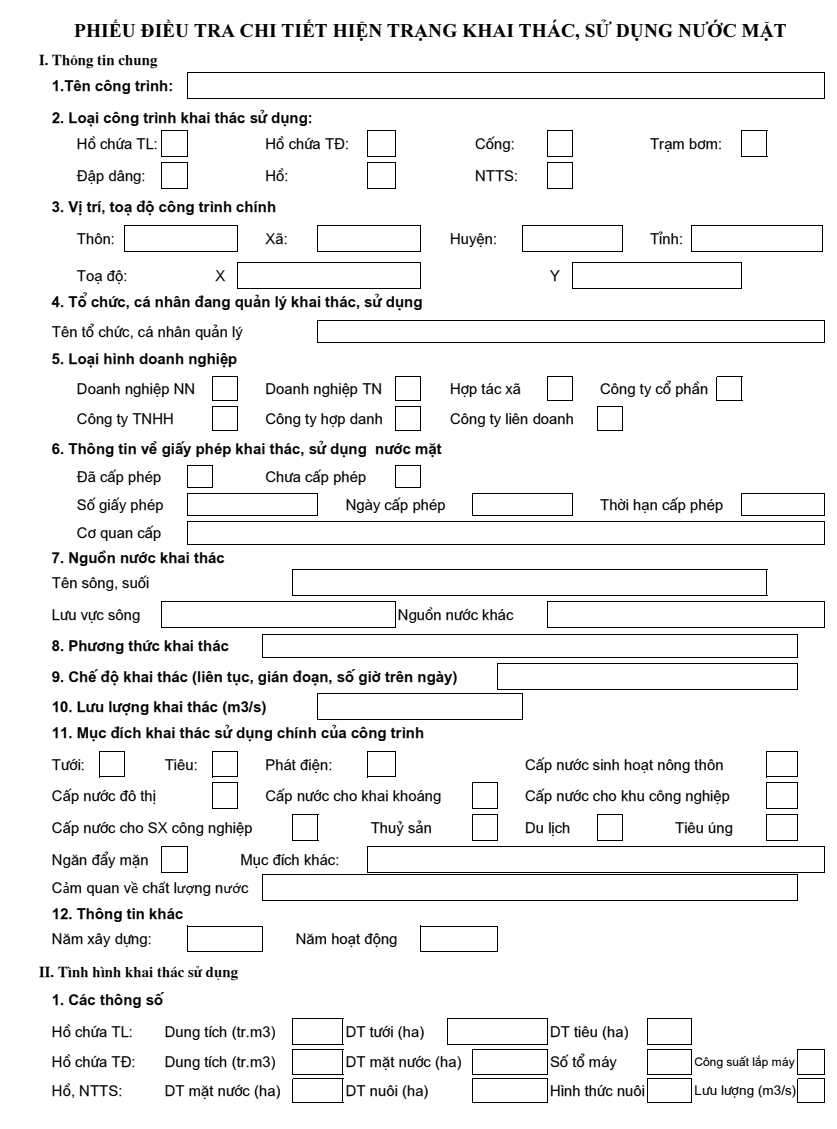 PHIẾU ĐIỀU TRA CHI TIẾT HIỆN TRẠNG KHAI THÁC, SỬ DỤNG NƯỚC MẶT
I. Thông tin chung
1.Tên công trình:
2. Loại công trình khai thác sử dụng:
Hồ chứa TL: Hồ chứa TĐ: Cống: Trạm bơm:
Đập dâng: Hồ: NTTS:
3. Vị trí, toạ độ công trình chính
Thôn: Xã: Huyện: Tỉnh:
Toạ độ: X Y
4. Tổ chức, cá nhân đang quản lý khai thác, sử dụng
Tên tổ chức, cá nhân quản lý
5. Loại hình doanh nghiệp
Doanh nghiệp NN Doanh nghiệp TN Hợp tác xã Công ty cổ phần
Công ty TNHH Công ty hợp danh Công ty liên doanh
6. Thông tin về giấy phép khai thác, sử dụng nước mặt
Đã cấp phép Chưa cấp phép
Số giấy phép Ngày cấp phép Thời hạn cấp phép
Cơ quan cấp
7. Nguồn nước khai thác
Tên sông, suối
Lưu vực sông Nguồn nước khác
8. Phương thức khai thác
9. Chế độ khai thác (liên tục, gián đoạn, số giờ trên ngày)
10. Lưu lượng khai thác (m3/s)
11. Mục đích khai thác sử dụng chính của công trình
Tưới: Tiêu: Phát điện: Cấp nước sinh hoạt nông thôn
Cấp nước đô thị Cấp nước cho khai khoáng Cấp nước cho khu công nghiệp
Cấp nước cho SX công nghiệp Thuỷ sản Du lịch Tiêu úng
Ngăn đẩy mặn Mục đích khác:
Cảm quan về chất lượng nước
12. Thông tin khác
Năm xây dựng: Năm hoạt động
II. Tình hình khai thác sử dụng
1. Các thông số
Hồ chứa TL: Dung tích (tr.m3) DT tưới (ha) DT tiêu (ha)
Hồ chứa TĐ: Dung tích (tr.m3) DT mặt nước (ha) Số tổ máy Công suất lắp máy
Hồ, NTTS: DT mặt nước (ha) DT nuôi (ha) Hình thức nuôi Lưu lượng (m3/s)